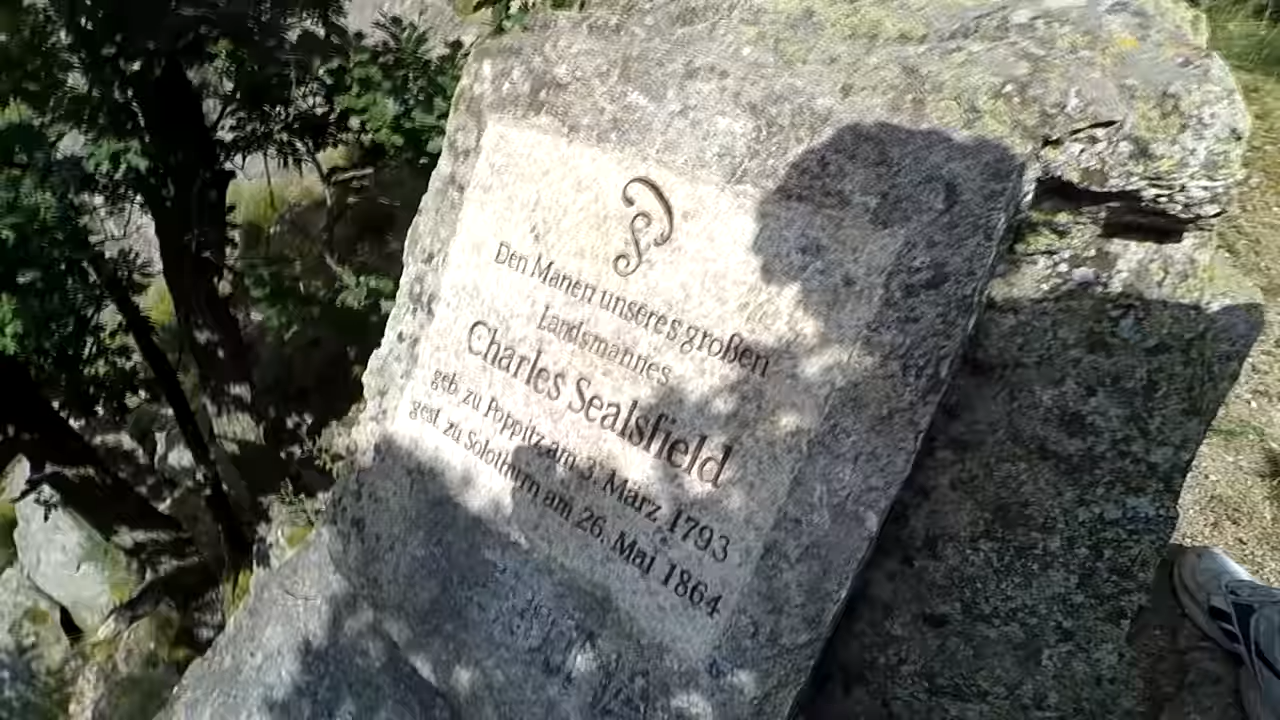 Den Manen unseres großen
Landsmannes
Charles Sealsfield
geb. zu Poppitz am 3. März 1793
gest. zu Solothurn am 26. Mai 1864